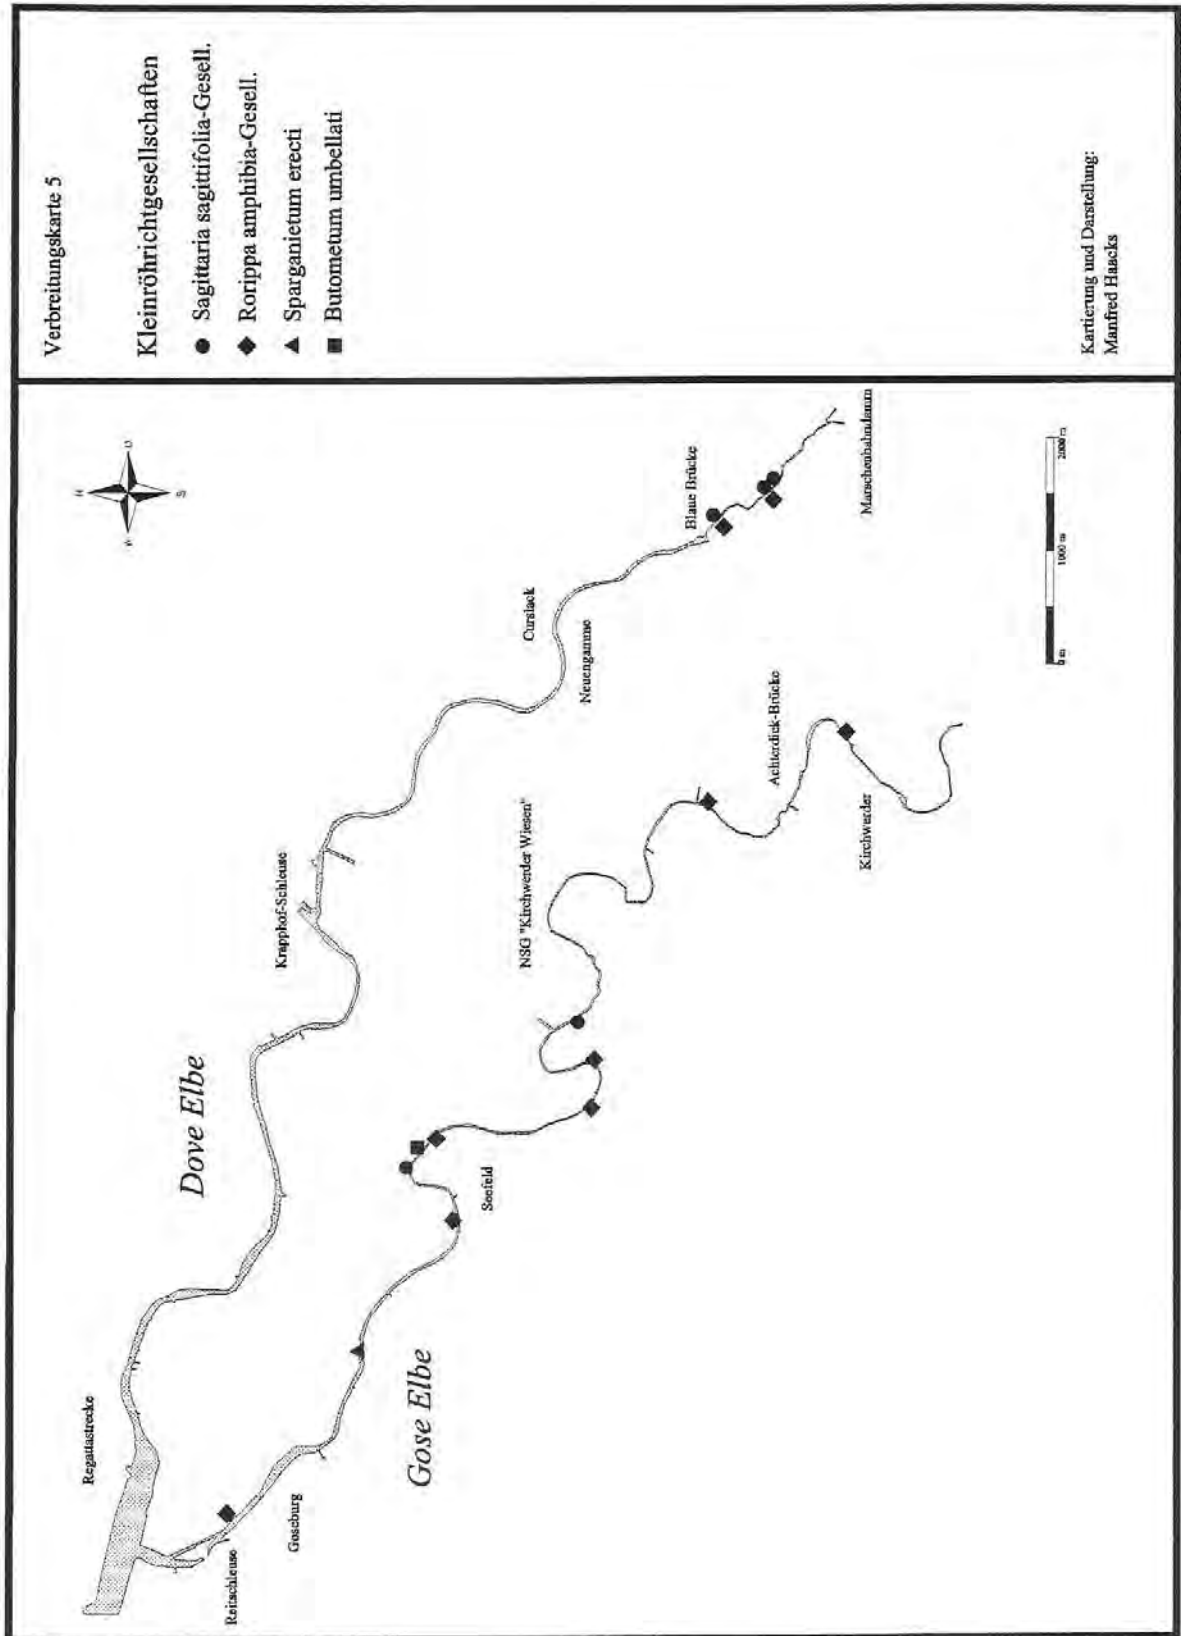 Verbreitungskarte 5
Kleinröhrichtgesellschaften
Sagittaria sagittifolia-Gesell.
Rorippa amphibia-Gesell.
Sparganietum erecti
Butometum umbellati
Kartierung und Darstellung:
Manfred Haacks
N
W
O
S
Regattastrecke
Reitschleuse
Goseburg
Dove Elbe
Gose Elbe
Krapphof-Schleuse
Seefeld
NSG "Kirchwerder Wiesen"
Curslack
Neuengamme
Blaue Brücke
Marschenbahndamm
Achterdiek-Brücke
Kirchwerder
0 m
1000 m
2000 m